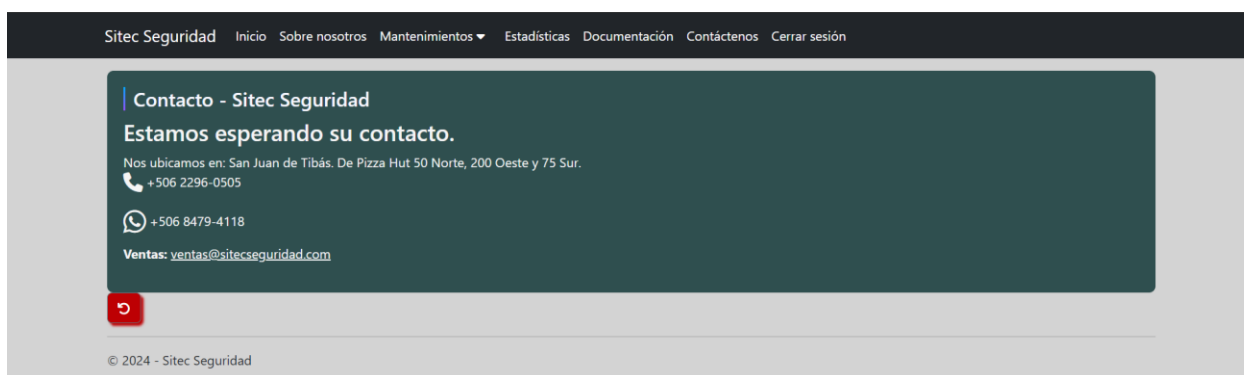 Sitec Seguridad Inicio Sobre nosotros Mantenimientos Estadísticas Documentación Contáctenos Cerrar sesión
Contacto - Sitec Seguridad
Estamos esperando su contacto.
Nos ubicamos en: San Juan de Tibás. De Pizza Hut 50 Norte, 200 Oeste y 75 Sur.
+506 2296-0505
+506 8479-4118
Ventas: ventas@sitecseguridad.com
© 2024 - Sitec Seguridad